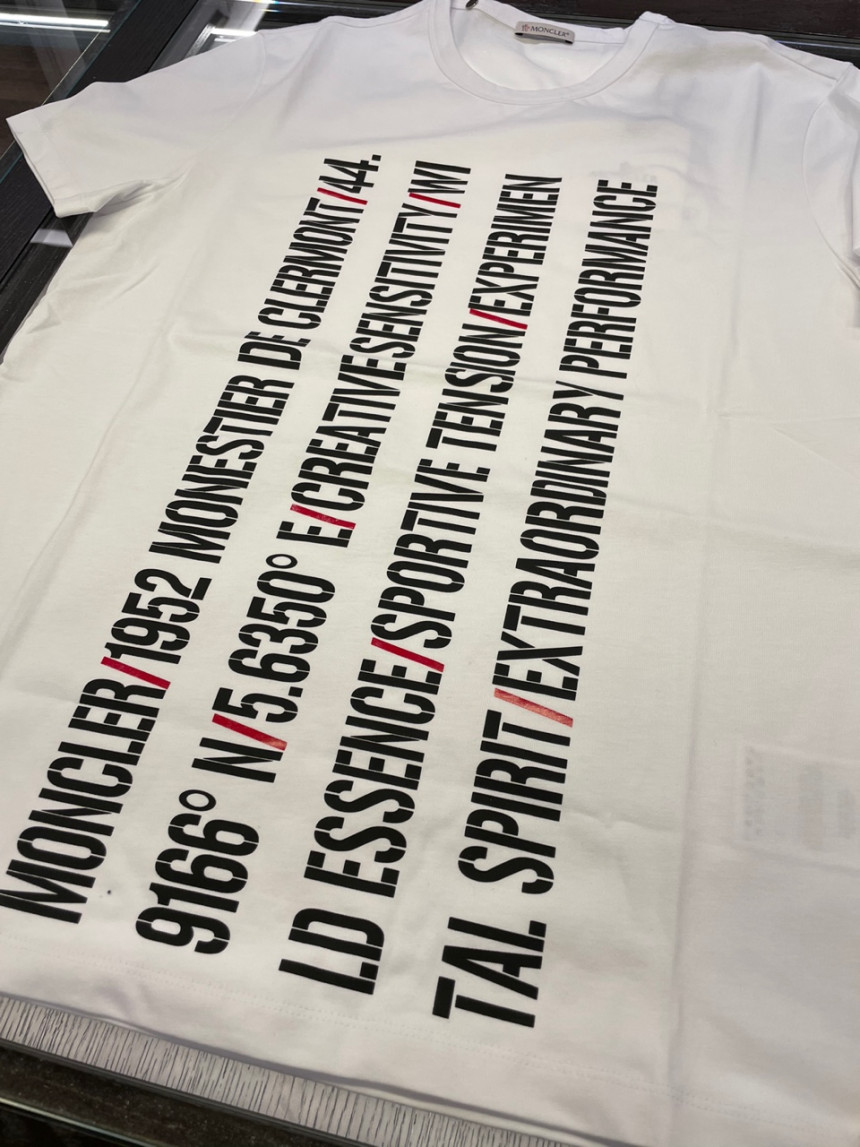 MONCLER
MONCLER/1952 MONESTIER DE CLERMONT/44.
9166° N/5.6350° E/CREATIVE SENSITIVITY/WI
LD ESSENCE/SPORTIVE TENSION/EXPERIMEN
TAL SPIRIT/EXTRAORDINARY PERFORMANCE